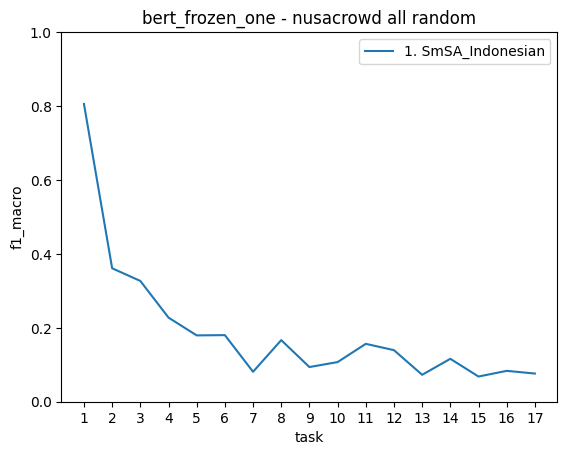 bert_frozen_one - nusacrowd all random
1. SmSA_Indonesian
f1_macro
1.0
0.8
0.6
0.4
0.2
0.0
1 2 3 4 5 6 7 8 9 10 11 12 13 14 15 16 17
task